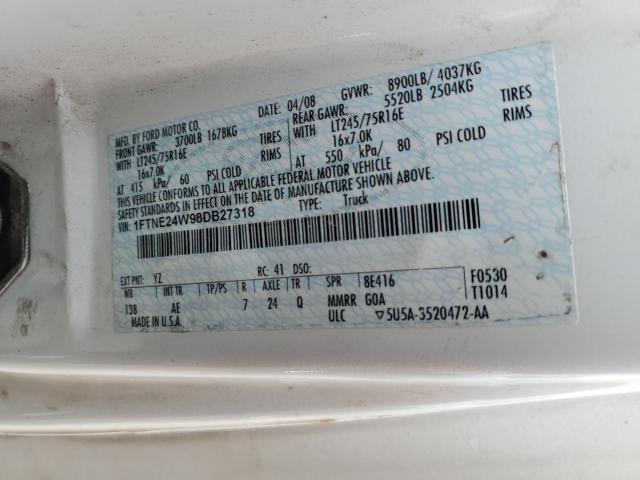 MFD. BY FORD MOTOR CO.
DATE: 04/08 GVWR: 8900LB/ 4037KG
FRONT GAWR: 3700LB 1678KG REAR GAWR: 5520LB 2504KG
WITH LT245/75R16E TIRES WITH LT245/75R16E TIRES
16x7.0K RIMS 16x7.0K RIMS
AT 415 kPa/ 60 PSI COLD AT 550 kPa/ 80 PSI COLD
THIS VEHICLE CONFORMS TO ALL APPLICABLE FEDERAL MOTOR VEHICLE
SAFETY STANDARDS IN EFFECT ON THE DATE OF MANUFACTURE SHOWN ABOVE.
VIN: 1FTNE24W98DB27318 TYPE: Truck
EXT PNT: YZ RC: 41 DSO:
WB INT TR TP/PS R AXLE TR SPR 8E416 F0530
138 AE 7 24 Q MMRR G0A T1014
MADE IN U.S.A. ULC ▽5U5A-3520472-AA